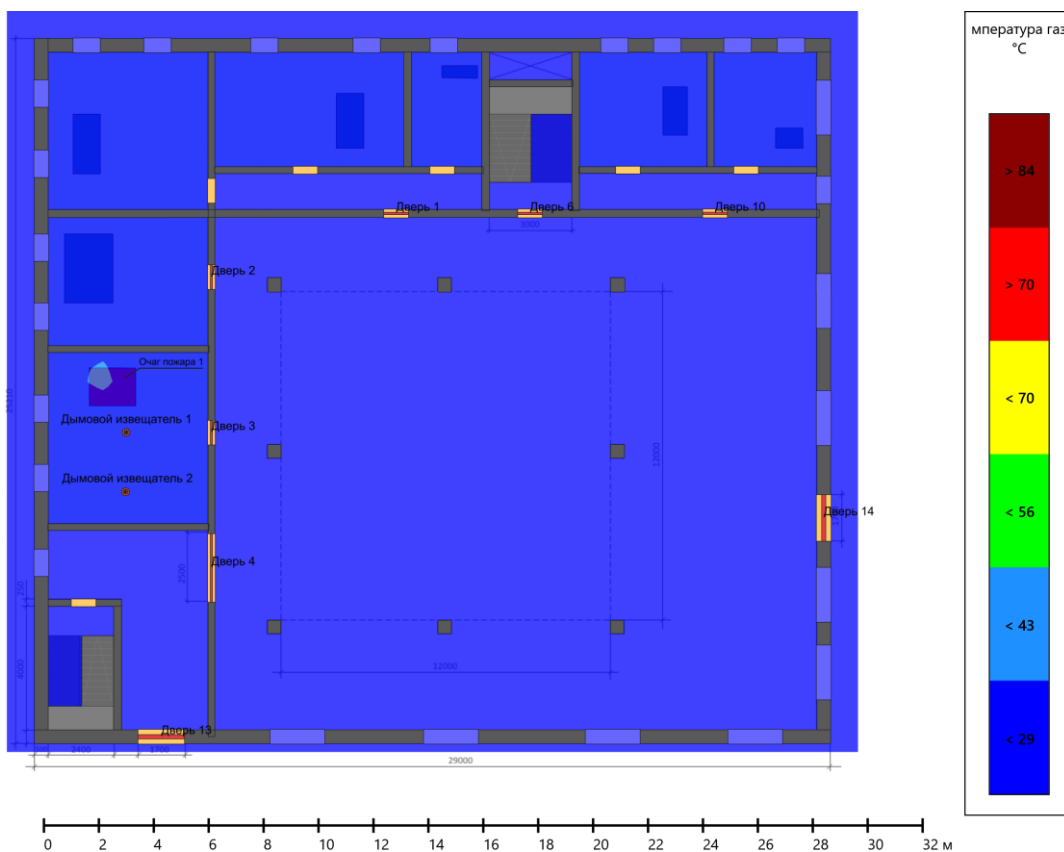 мпература газ
°C
> 84
> 70
< 70
< 56
< 43
< 29
Дверь 1
Дверь 6
Дверь 10
3000
Дверь 2
Очаг пожара 1
Дымовой извещатель 1
Дверь 3
25210
12000
Дымовой извещатель 2
Дверь 14
Дверь 4
2500
250
4000
12000
Дверь 13
2400
1700
29000
0 2 4 6 8 10 12 14 16 18 20 22 24 26 28 30 32 м